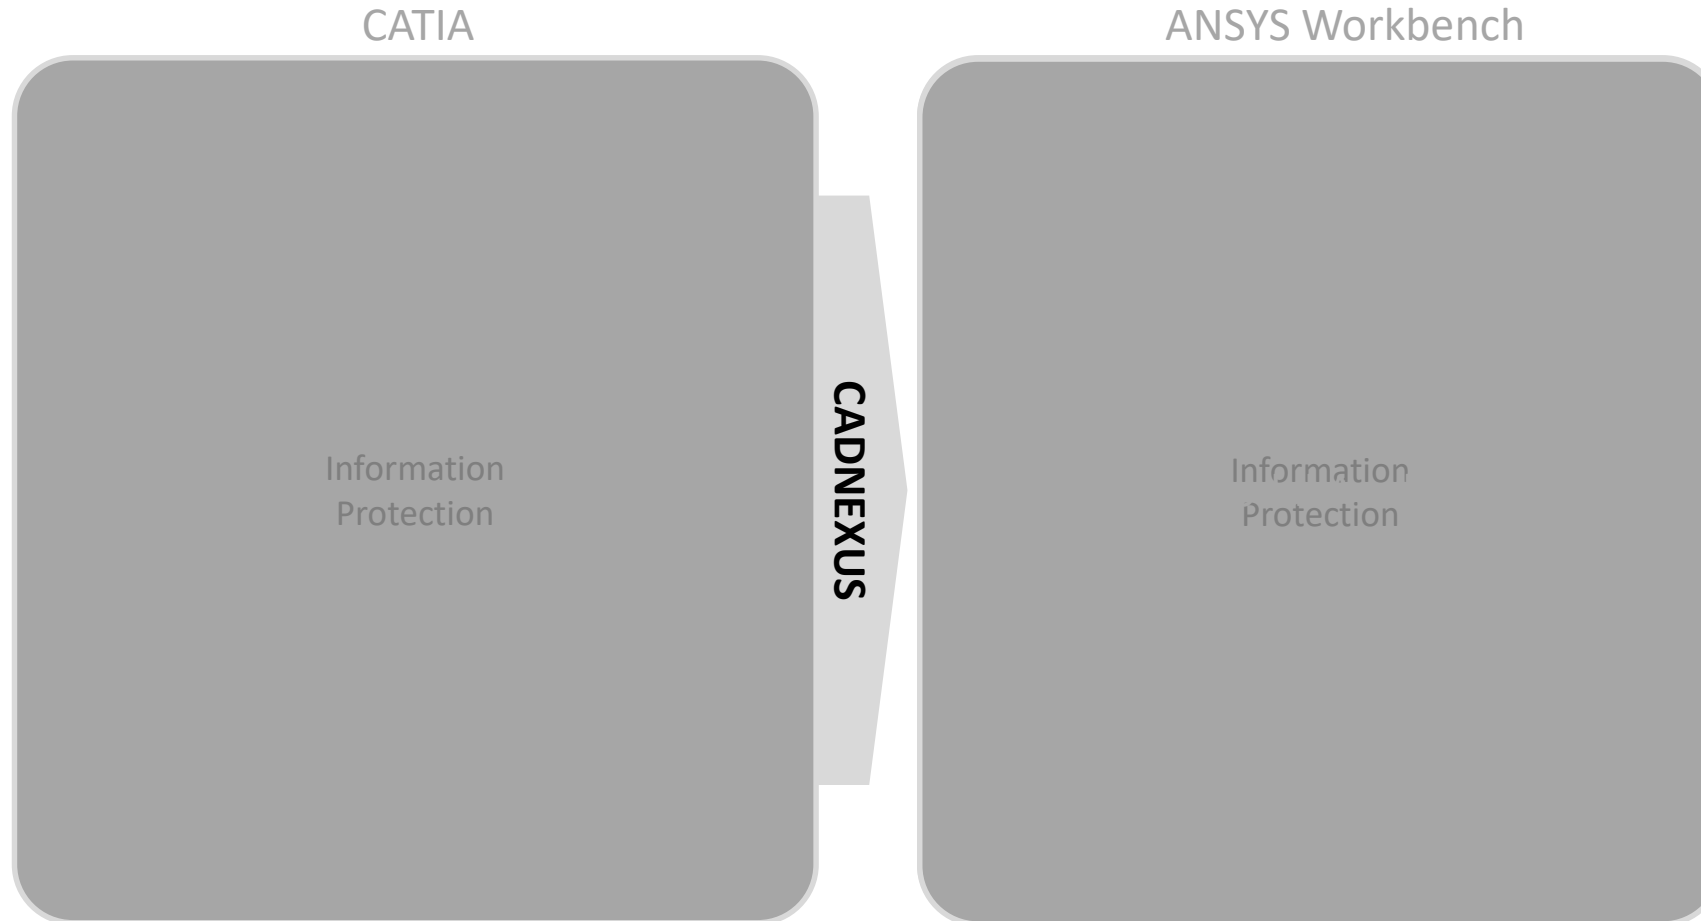 CATIA
Information
Protection
CADNEXUS
ANSYS Workbench
Information
Protection